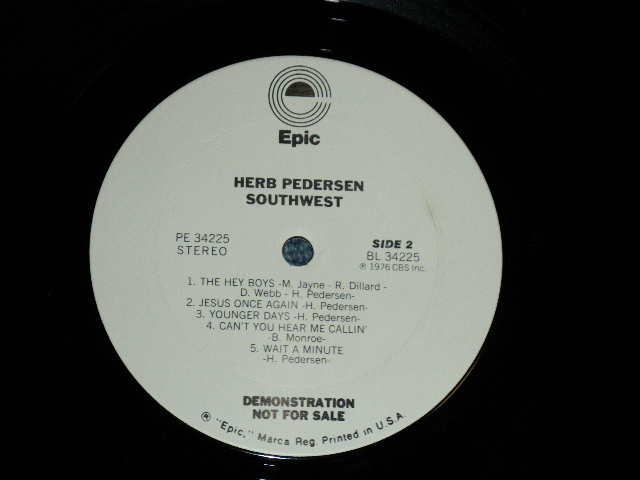 Epic
HERB PEDERSEN
SOUTHWEST
PE 34225
STEREO
SIDE 2
BL 34225
℗ 1976 CBS Inc.
1. THE HEY BOYS -M. Jayne - R. Dillard -
D. Webb - H. Pedersen-
2. JESUS ONCE AGAIN -H. Pedersen-
3. YOUNGER DAYS -H. Pedersen-
4. CAN'T YOU HEAR ME CALLIN'
-B. Monroe-
5. WAIT A MINUTE
-H. Pedersen-
DEMONSTRATION
NOT FOR SALE
® "Epic," Marca Reg. Printed in U.S.A.